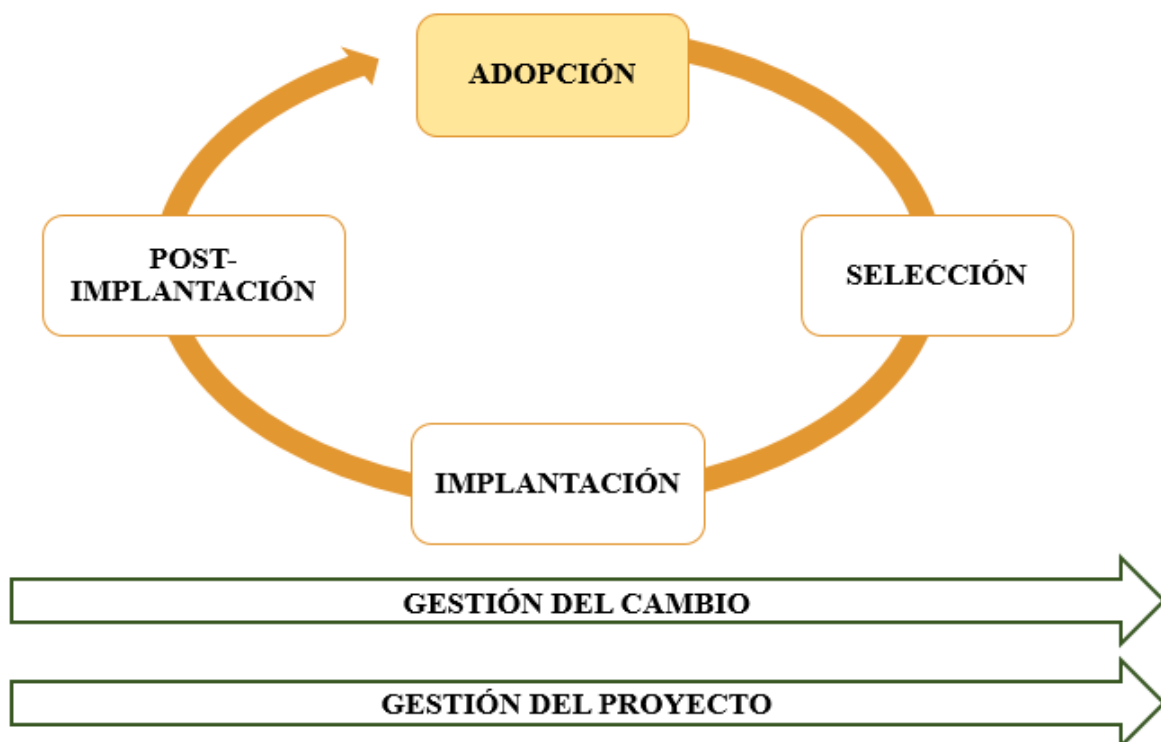 ADOPCIÓN
SELECCIÓN
IMPLANTACIÓN
POST-
IMPLANTACIÓN
GESTIÓN DEL CAMBIO
GESTIÓN DEL PROYECTO